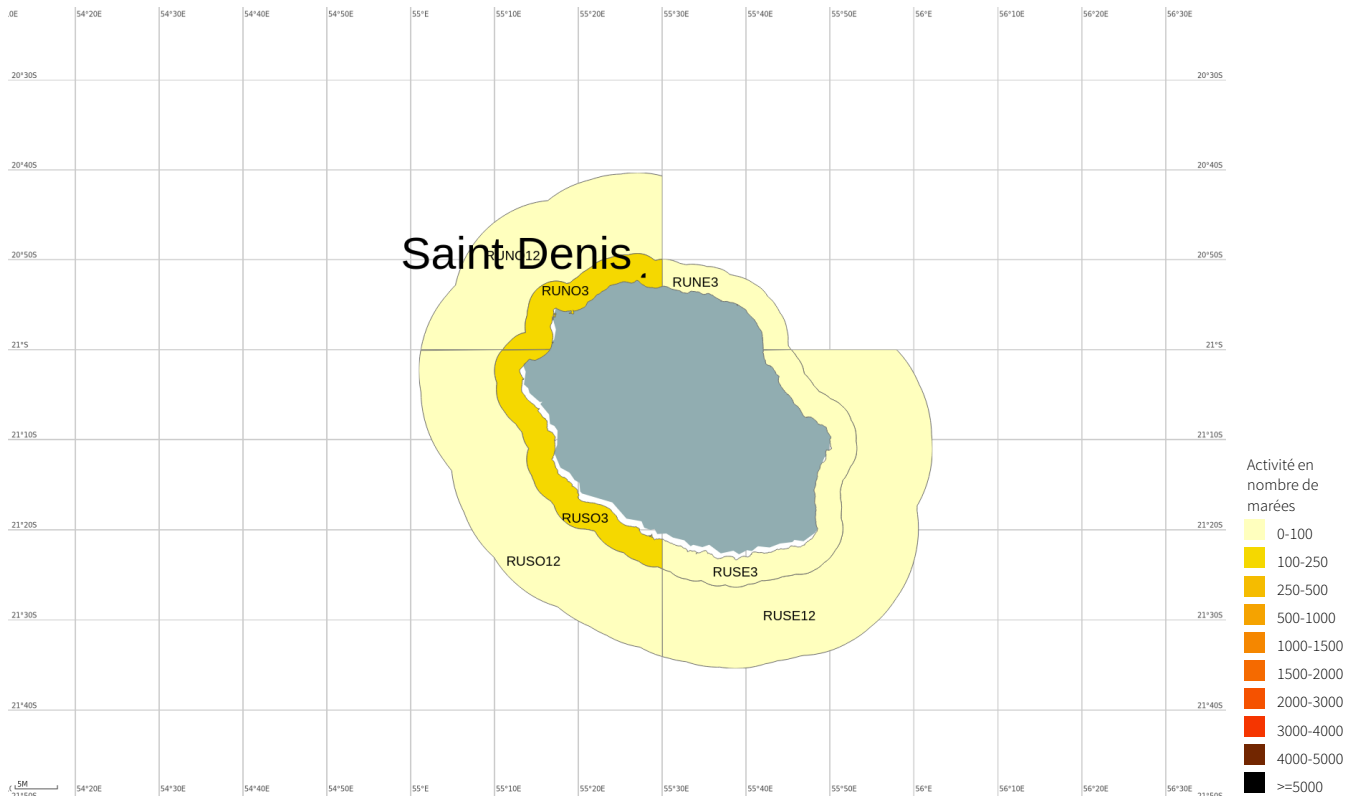 .0E 54°20E 54°30E 54°40E 54°50E 55°E 55°10E 55°20E 55°30E 55°40E 55°50E 56°E 56°10E 56°20E 56°30E
20°30S 20°30S
20°40S 20°40S
20°50S 20°50S
RUNO12
Saint Denis
RUNE3
RUNO3
21°S 21°S
21°10S 21°10S
RUSO3
21°20S 21°20S
RUSO12
RUSE3
21°30S 21°30S
RUSE12
21°40S 21°40S
Activité en
nombre de
marées
0-100
100-250
250-500
500-1000
1000-1500
1500-2000
2000-3000
3000-4000
4000-5000
>=5000
5M
54°20E 54°30E 54°40E 54°50E 55°E 55°10E 55°20E 55°30E 55°40E 55°50E 56°E 56°10E 56°20E 56°30E
21°50S 21°50S